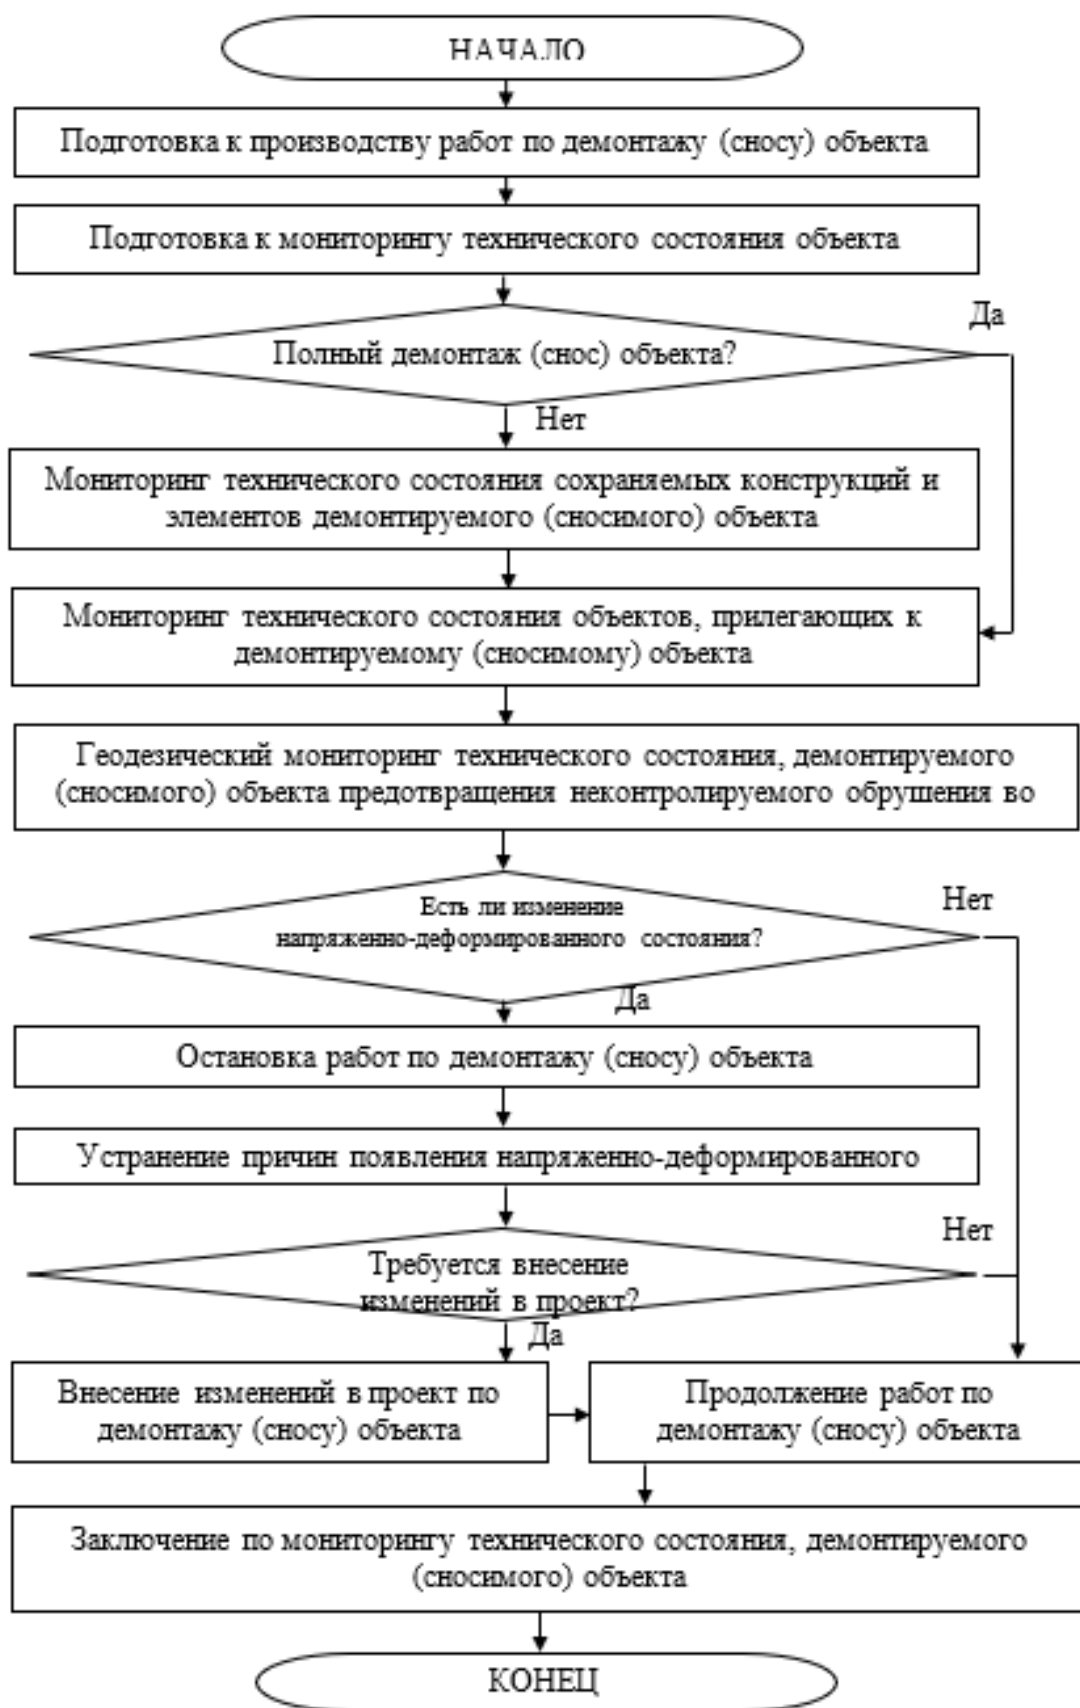 НАЧАЛО
Подготовка к производству работ по демонтажу (сносу) объекта
Подготовка к мониторингу технического состояния объекта
Да
Полный демонтаж (снос) объекта?
Нет
Мониторинг технического состояния сохраняемых конструкций и
элементов демонтируемого (сносимого) объекта
Мониторинг технического состояния объектов, прилегающих к
демонтируемому (сносимому) объекта
Геодезический мониторинг технического состояния, демонтируемого
(сносимого) объекта предотвращения неконтролируемого обрушения во
Нет
Есть ли изменение
напряженно-деформированного состояния?
Да
Остановка работ по демонтажу (сносу) объекта
Устранение причин появления напряженно-деформированного
Нет
Требуется внесение
изменений в проект?
Да
Внесение изменений в проект по
демонтажу (сносу) объекта
Продолжение работ по
демонтажу (сносу) объекта
Заключение по мониторингу технического состояния, демонтируемого
(сносимого) объекта
КОНЕЦ